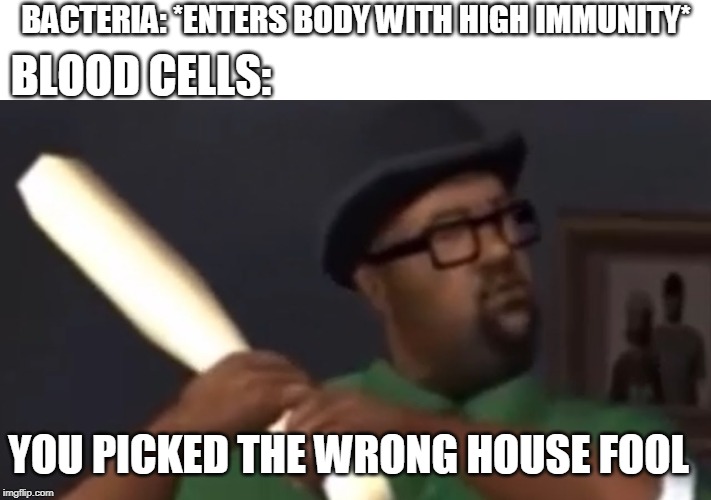 BACTERIA: *ENTERS BODY WITH HIGH IMMUNITY*
BLOOD CELLS:
YOU PICKED THE WRONG HOUSE FOOL
imgflip.com